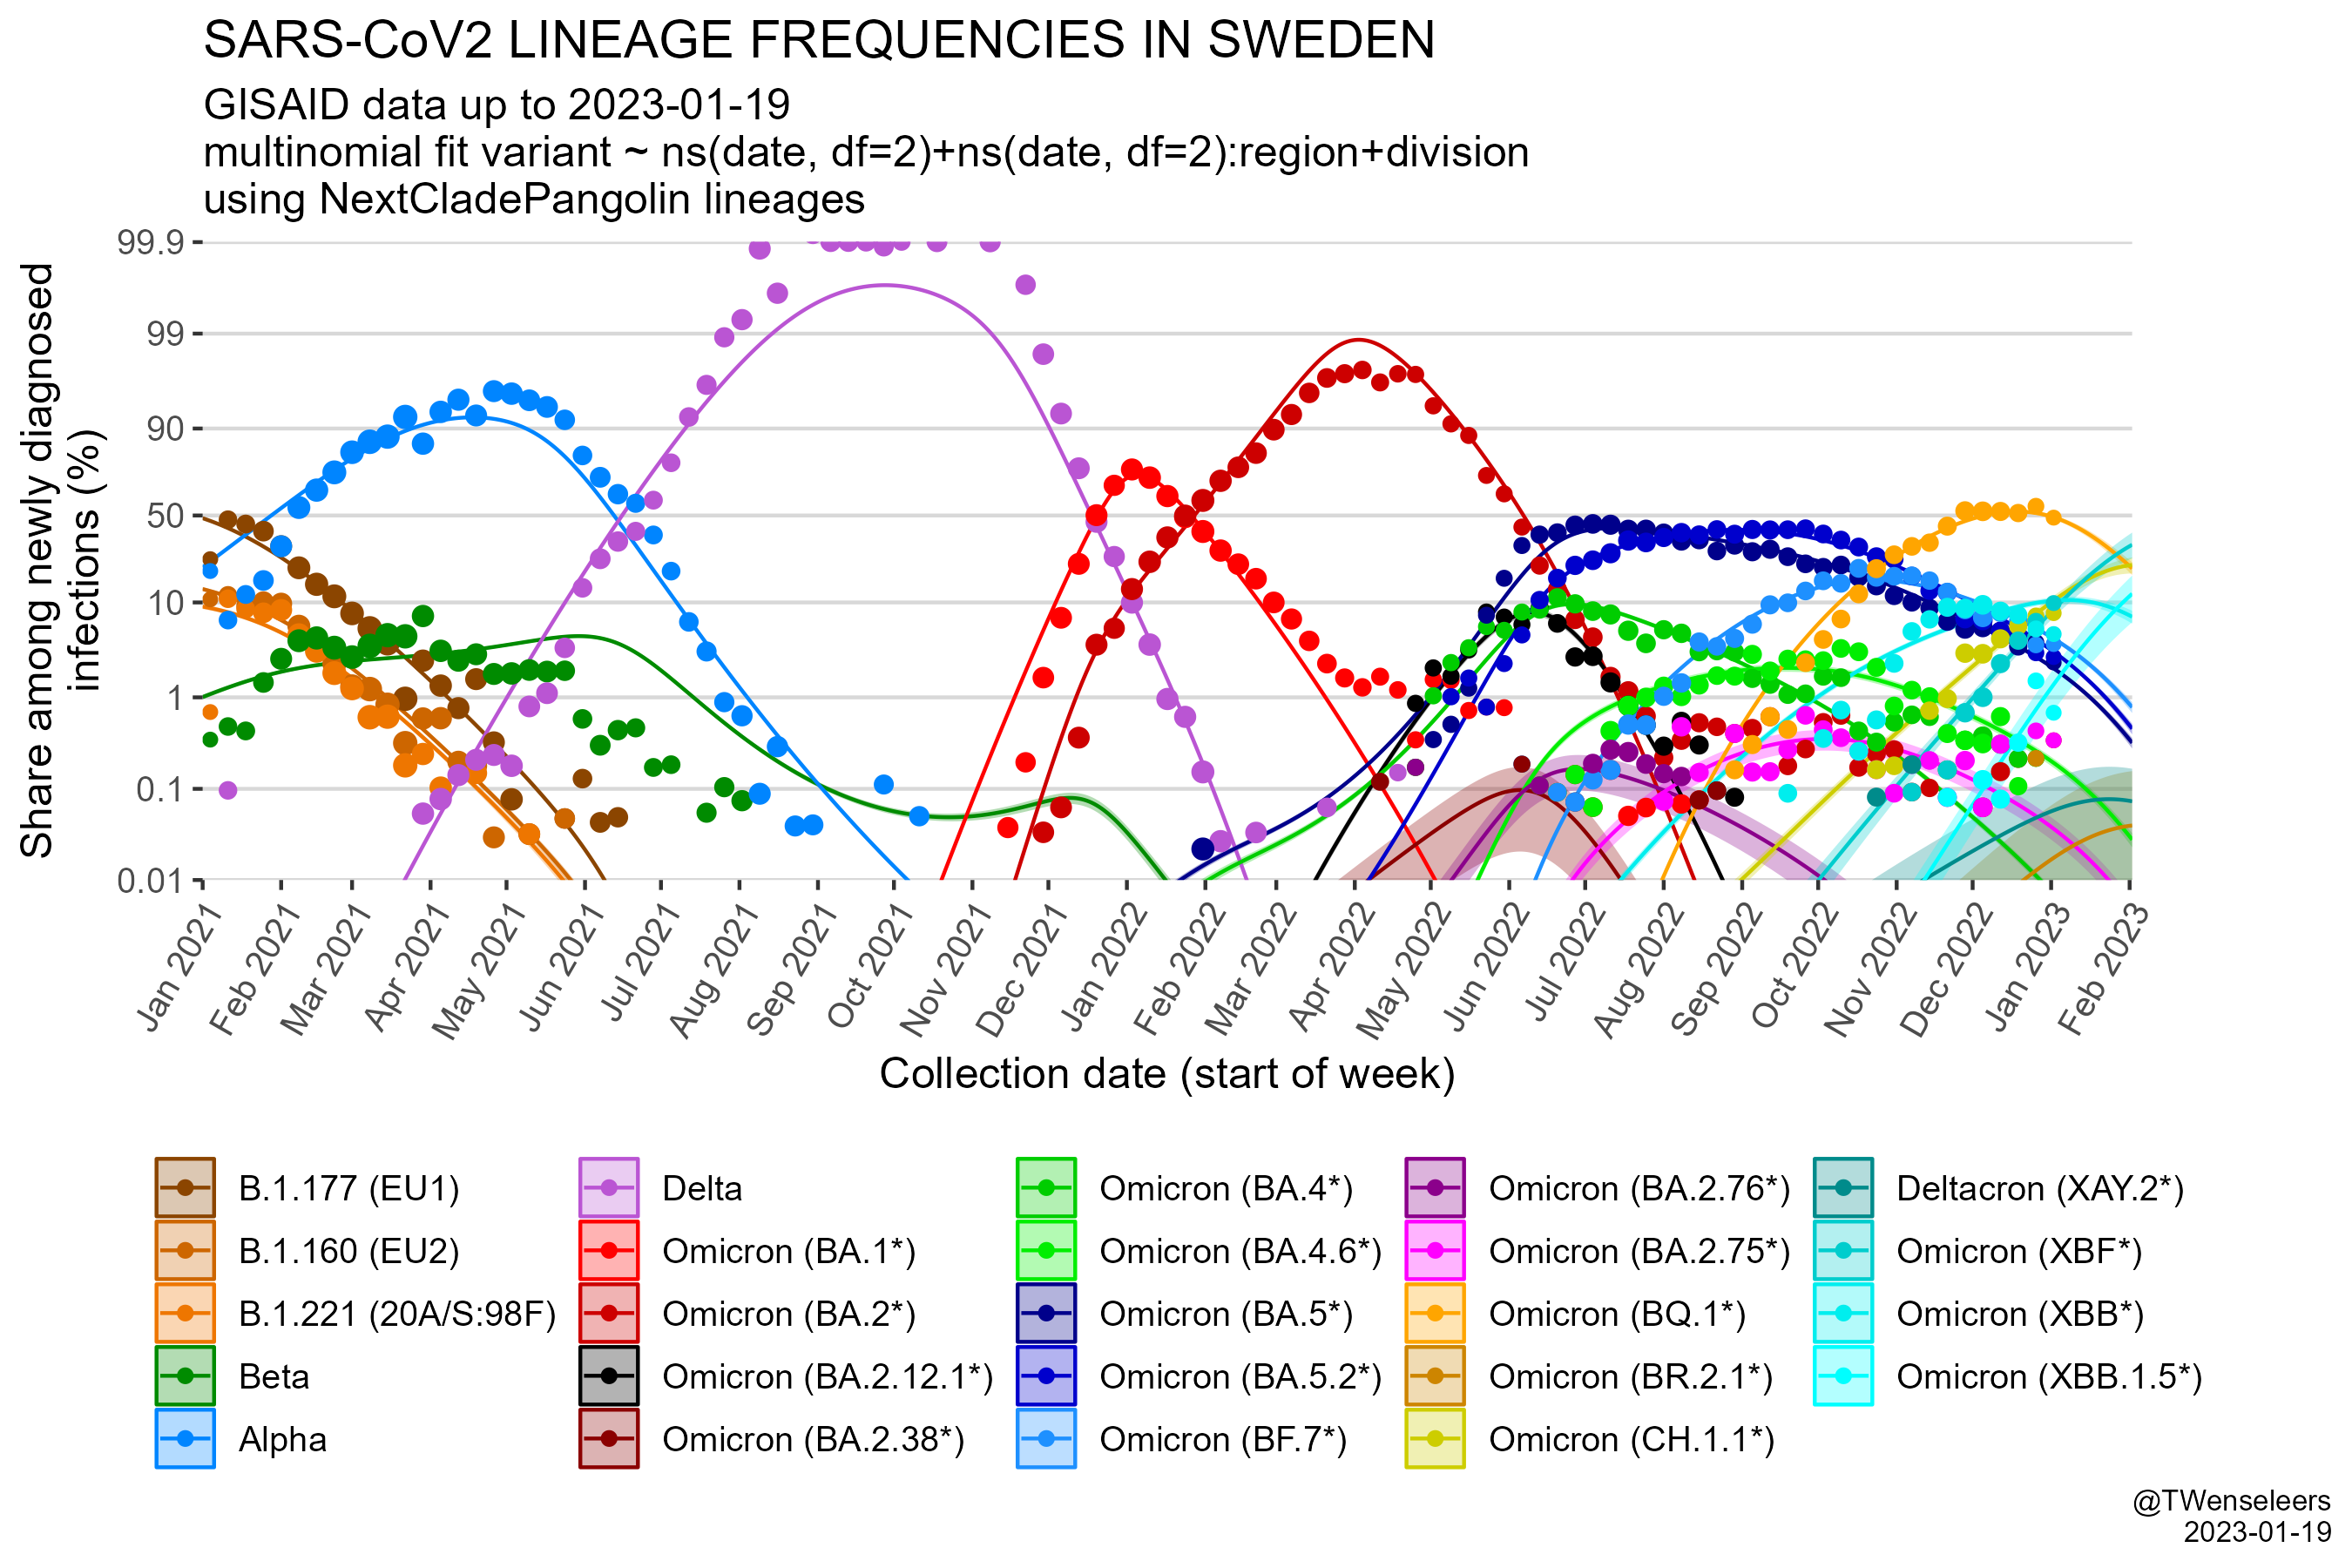 SARS-CoV2 LINEAGE FREQUENCIES IN SWEDEN
GISAID data up to 2023-01-19
multinomial fit variant ~ ns(date, df=2)+ns(date, df=2):region+division
using NextCladePangolin lineages
Share among newly diagnosed
infections (%)
99.9
99
90
50
10
1
0.1
0.01
Jan 2021
Feb 2021
Mar 2021
Apr 2021
May 2021
Jun 2021
Jul 2021
Aug 2021
Sep 2021
Oct 2021
Nov 2021
Dec 2021
Jan 2022
Feb 2022
Mar 2022
Apr 2022
May 2022
Jun 2022
Jul 2022
Aug 2022
Sep 2022
Oct 2022
Nov 2022
Dec 2022
Jan 2023
Feb 2023
Collection date (start of week)
B.1.177 (EU1)
B.1.160 (EU2)
B.1.221 (20A/S:98F)
Beta
Alpha
Delta
Omicron (BA.1*)
Omicron (BA.2*)
Omicron (BA.2.12.1*)
Omicron (BA.2.38*)
Omicron (BA.4*)
Omicron (BA.4.6*)
Omicron (BA.5*)
Omicron (BA.5.2*)
Omicron (BF.7*)
Omicron (BA.2.76*)
Omicron (BA.2.75*)
Omicron (BQ.1*)
Omicron (BR.2.1*)
Omicron (CH.1.1*)
Deltacron (XAY.2*)
Omicron (XBF*)
Omicron (XBB*)
Omicron (XBB.1.5*)
@TWenseleers
2023-01-19